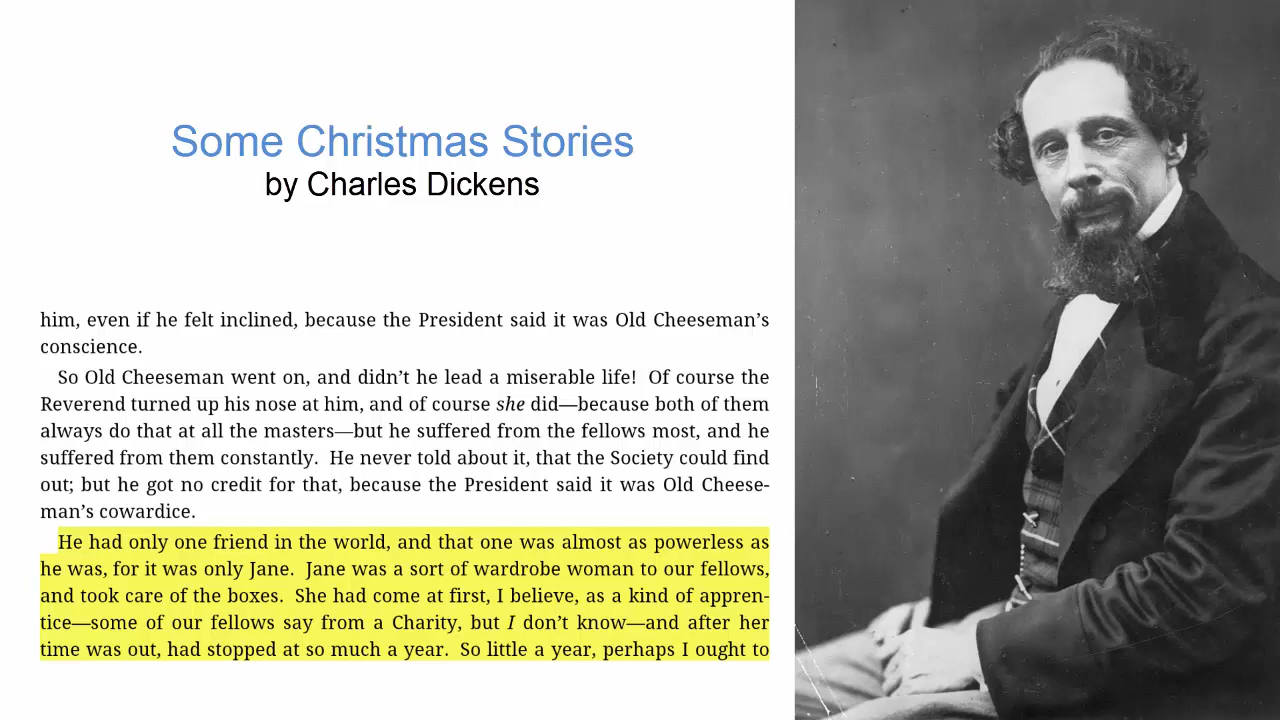 Some Christmas Stories
by Charles Dickens
him, even if he felt inclined, because the President said it was Old Cheeseman’s
conscience.
So Old Cheeseman went on, and didn’t he lead a miserable life!  Of course the
Reverend turned up his nose at him, and of course she did—because both of them
always do that at all the masters—but he suffered from the fellows most, and he
suffered from them constantly.  He never told about it, that the Society could find
out; but he got no credit for that, because the President said it was Old Cheese-
man’s cowardice.
He had only one friend in the world, and that one was almost as powerless as
he was, for it was only Jane.  Jane was a sort of wardrobe woman to our fellows,
and took care of the boxes.  She had come at first, I believe, as a kind of appren-
tice—some of our fellows say from a Charity, but I don’t know—and after her
time was out, had stopped at so much a year.  So little a year, perhaps I ought to